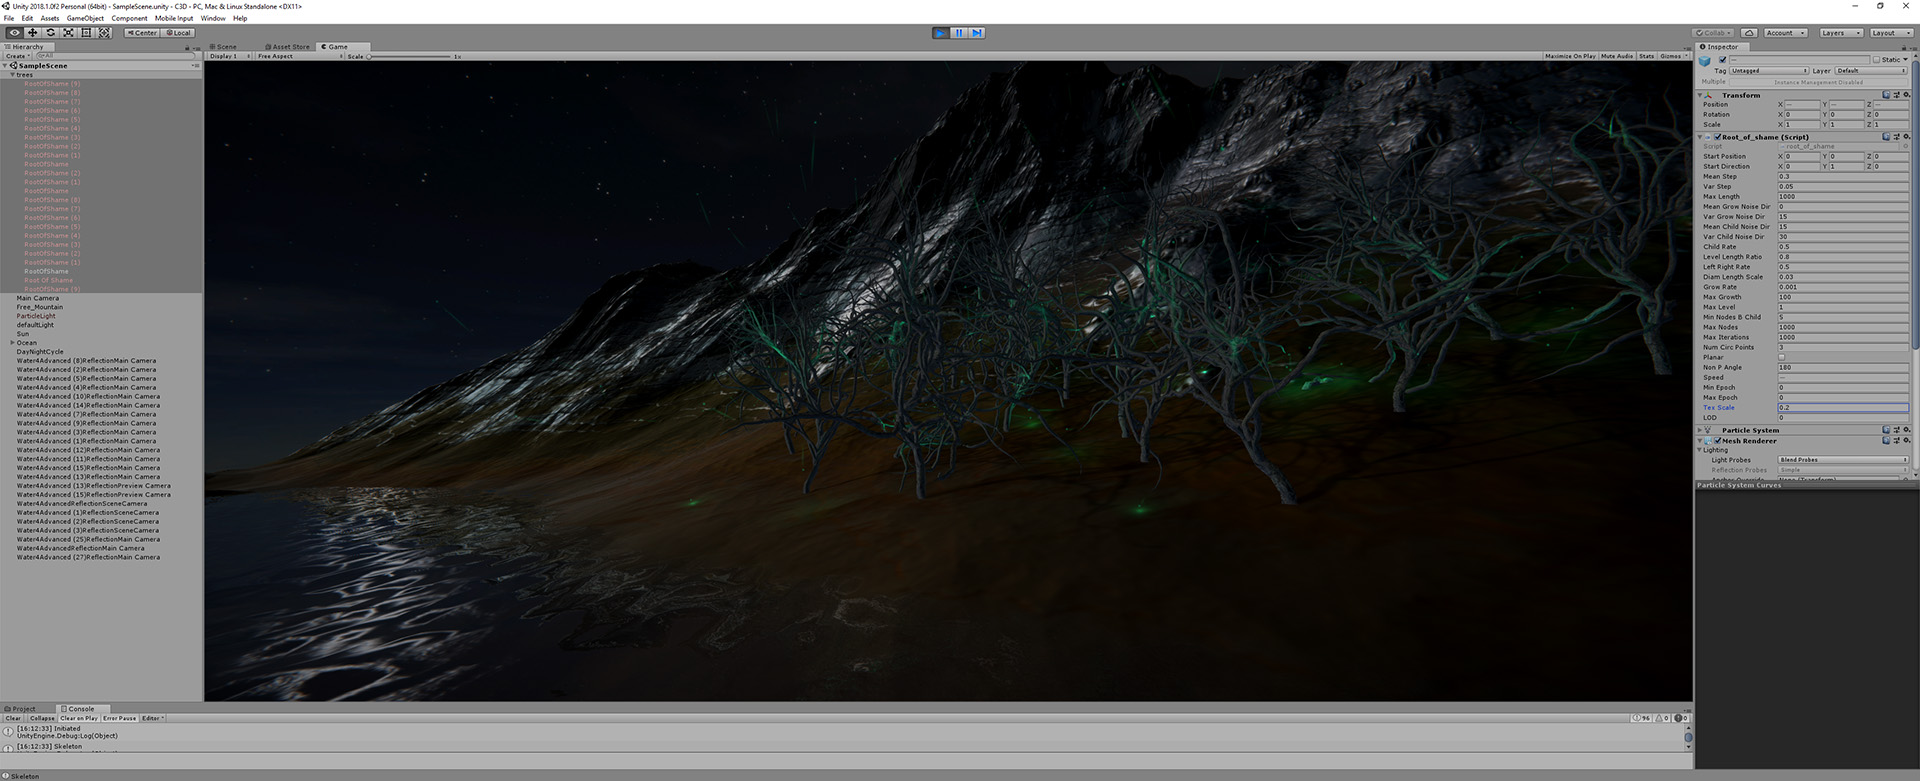 Unity 2018.1.0f2 Personal (64bit) - SampleScene.unity - C3D - PC, Mac & Linux Standalone <DX11>
File Edit Assets GameObject Component Mobile Input Window Help
Center Local Collab Account Layers Layout
Hierarchy
Create All
SampleScene
trees
RootOfShame (9)
RootOfShame (8)
RootOfShame (7)
RootOfShame (6)
RootOfShame (5)
RootOfShame (4)
RootOfShame (3)
RootOfShame (2)
RootOfShame (1)
RootOfShame
RootOfShame (2)
RootOfShame (1)
RootOfShame
RootOfShame (8)
RootOfShame (7)
RootOfShame (6)
RootOfShame (5)
RootOfShame (4)
RootOfShame (3)
RootOfShame (2)
RootOfShame (1)
RootOfShame
Root Of Shame
RootOfShame (9)
Main Camera
Free_Mountain
ParticleLight
defaultLight
Sun
Ocean
DayNightCycle
Water4Advanced (8)ReflectionMain Camera
Water4Advanced (2)ReflectionMain Camera
Water4Advanced (5)ReflectionMain Camera
Water4Advanced (4)ReflectionMain Camera
Water4Advanced (10)ReflectionMain Camera
Water4Advanced (14)ReflectionMain Camera
Water4Advanced (7)ReflectionMain Camera
Water4Advanced (9)ReflectionMain Camera
Water4Advanced (3)ReflectionMain Camera
Water4Advanced (1)ReflectionMain Camera
Water4Advanced (12)ReflectionMain Camera
Water4Advanced (11)ReflectionMain Camera
Water4Advanced (15)ReflectionMain Camera
Water4Advanced (13)ReflectionMain Camera
Water4Advanced (13)ReflectionPreview Camera
Water4Advanced (15)ReflectionPreview Camera
Water4AdvancedReflectionSceneCamera
Water4Advanced (1)ReflectionSceneCamera
Water4Advanced (2)ReflectionSceneCamera
Water4Advanced (3)ReflectionSceneCamera
Water4Advanced (25)ReflectionMain Camera
Water4AdvancedReflectionMain Camera
Water4Advanced (27)ReflectionMain Camera
Scene Asset Store Game
Display 1 Free Aspect Scale 1x Maximize On Play Mute Audio Stats Gizmos
Inspector
Static
Tag Untagged Layer Default
Multiple Instance Management Disabled
Transform
Position X — Y — Z —
Rotation X 0 Y 0 Z 0
Scale X 1 Y 1 Z 1
Root_of_shame (Script)
Script root_of_shame
Start Position X 0 Y 0 Z 0
Start Direction X 0 Y 1 Z 0
Mean Step 0.3
Var Step 0.05
Max Length 1000
Mean Grow Noise Dir 0
Var Grow Noise Dir 15
Mean Child Noise Dir 15
Var Child Noise Dir 30
Child Rate 0.5
Level Length Ratio 0.8
Left Right Rate 0.5
Diam Length Scale 0.03
Grow Rate 0.001
Max Growth 100
Max Level 1
Min Nodes B Child 5
Max Nodes 1000
Max Iterations 1000
Num Circ Points 3
Planar
Non P Angle 180
Speed —
Min Epoch 0
Max Epoch 0
Tex Scale 0.2
LOD 0
Particle System
Mesh Renderer
Lighting
Light Probes Blend Probes
Reflection Probes Simple
Particle System Curves
Project Console
Clear Collapse Clear on Play Error Pause Editor 96 0 0
[16:12:33] Initiated
UnityEngine.Debug:Log(Object)
[16:12:33] Skeleton
Skeleton